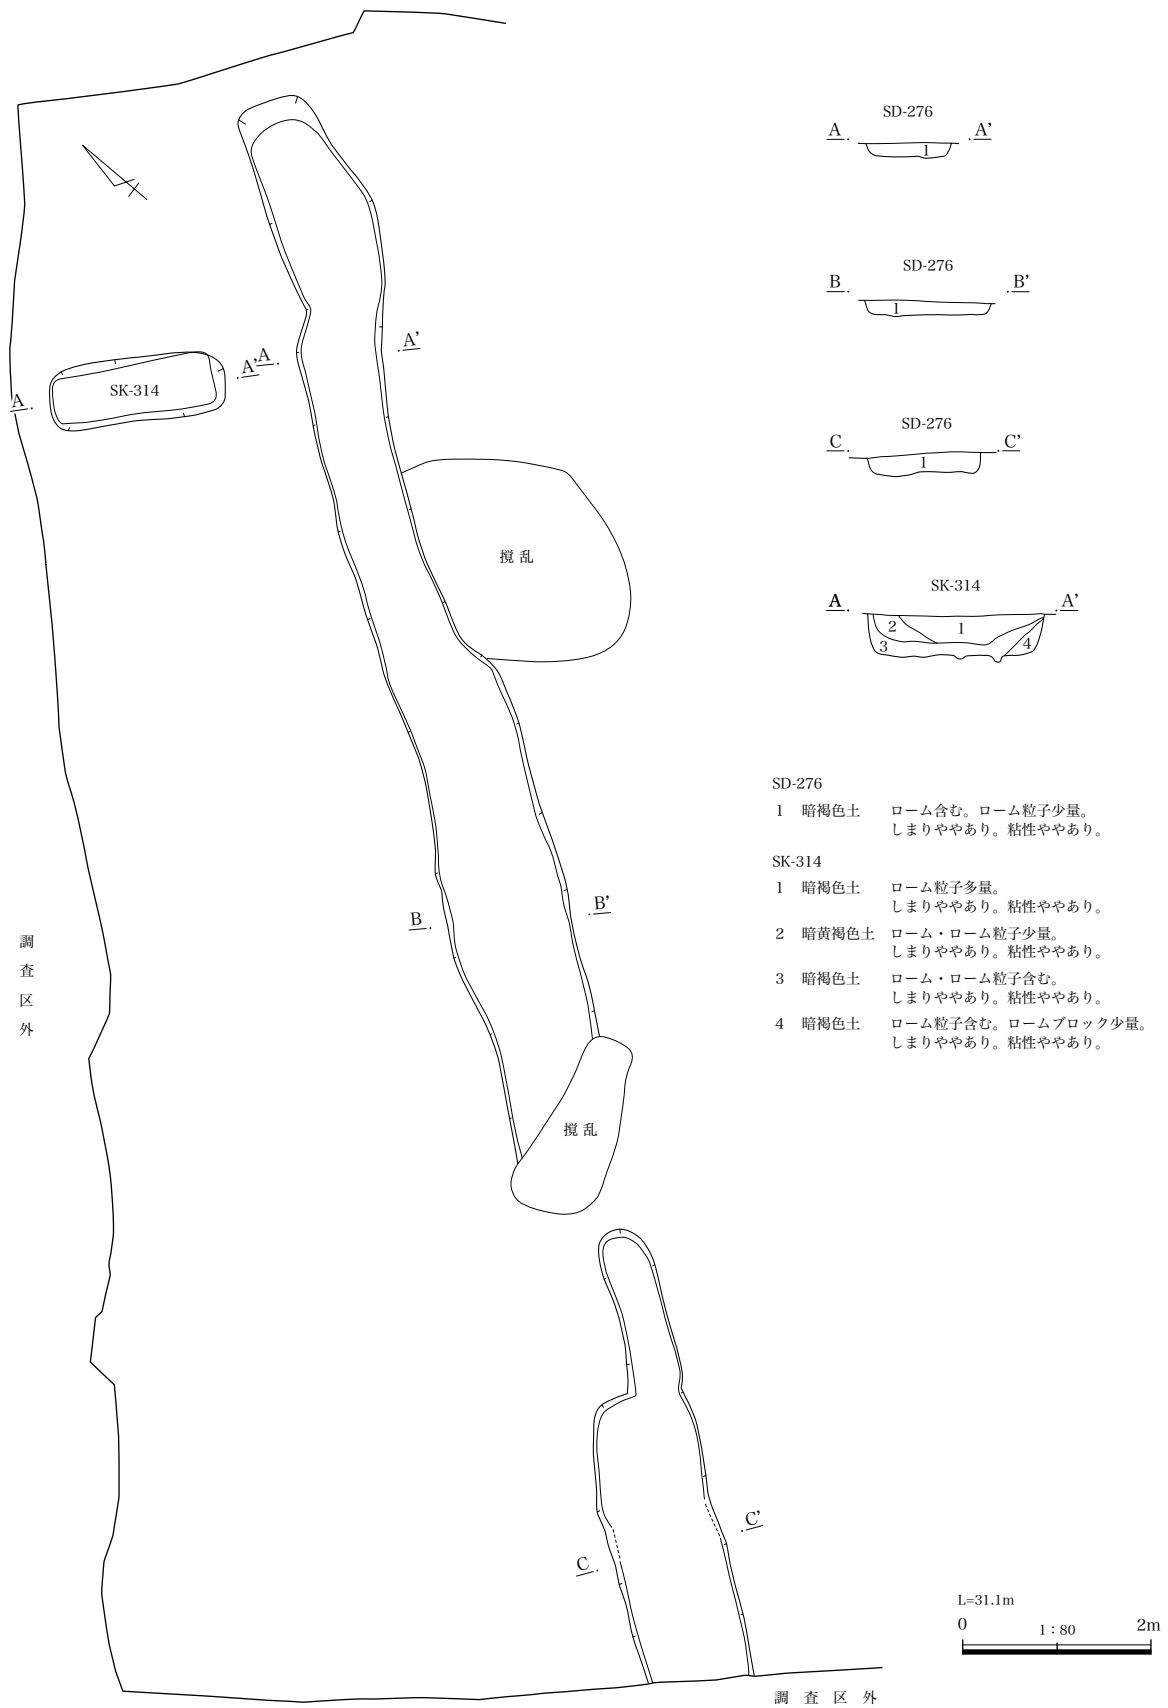 SD-276
A A'
1
SD-276
B B'
1
SD-276
C C'
1
SK-314
A A'
2 1
3 4
A SK-314 A'
A A'
撹乱
B B'
撹乱
C C'
調査区外
SD-276
1 暗褐色土 ローム含む。ローム粒子少量。
しまりややあり。粘性ややあり。
SK-314
1 暗褐色土 ローム粒子多量。
しまりややあり。粘性ややあり。
2 暗黄褐色土 ローム・ローム粒子少量。
しまりややあり。粘性ややあり。
3 暗褐色土 ローム・ローム粒子含む。
しまりややあり。粘性ややあり。
4 暗褐色土 ローム粒子含む。ロームブロック少量。
しまりややあり。粘性ややあり。
L=31.1m
0 1：80 2m
調査区外